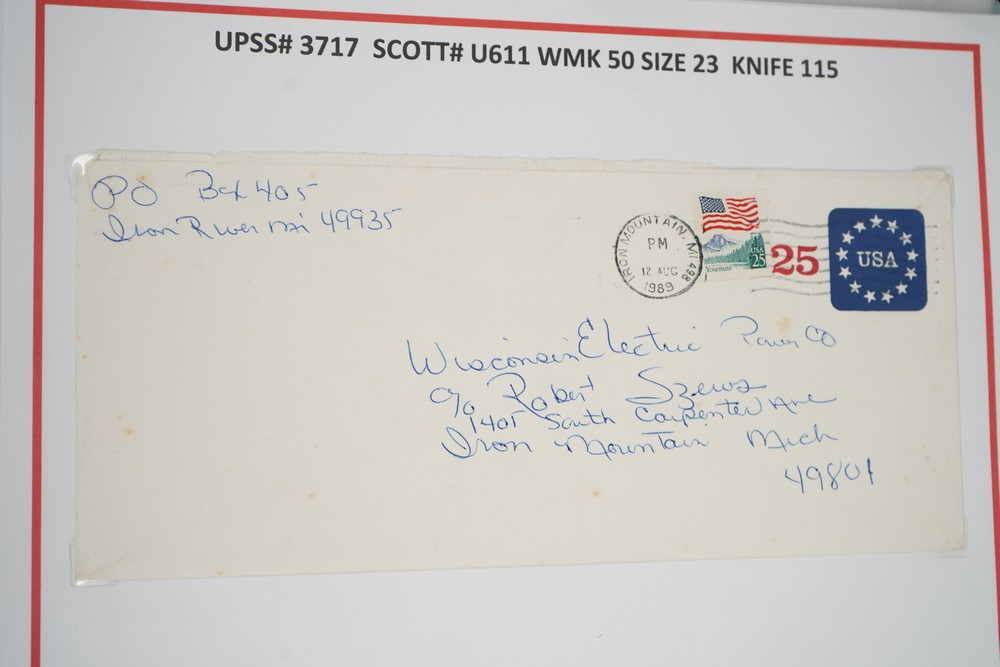 UPSS# 3717 SCOTT# U611 WMK 50 SIZE 23 KNIFE 115
PO Box 405
Iron River Mi 49935
IRON MOUNTAIN, MI 498
PM
12 AUG
1989
USA
25
Yosemite
25
USA
Wisconsin Electric Power Co
c/o Robert Szews
1401 South Carpenter Ave
Iron Mountain Mich
49801